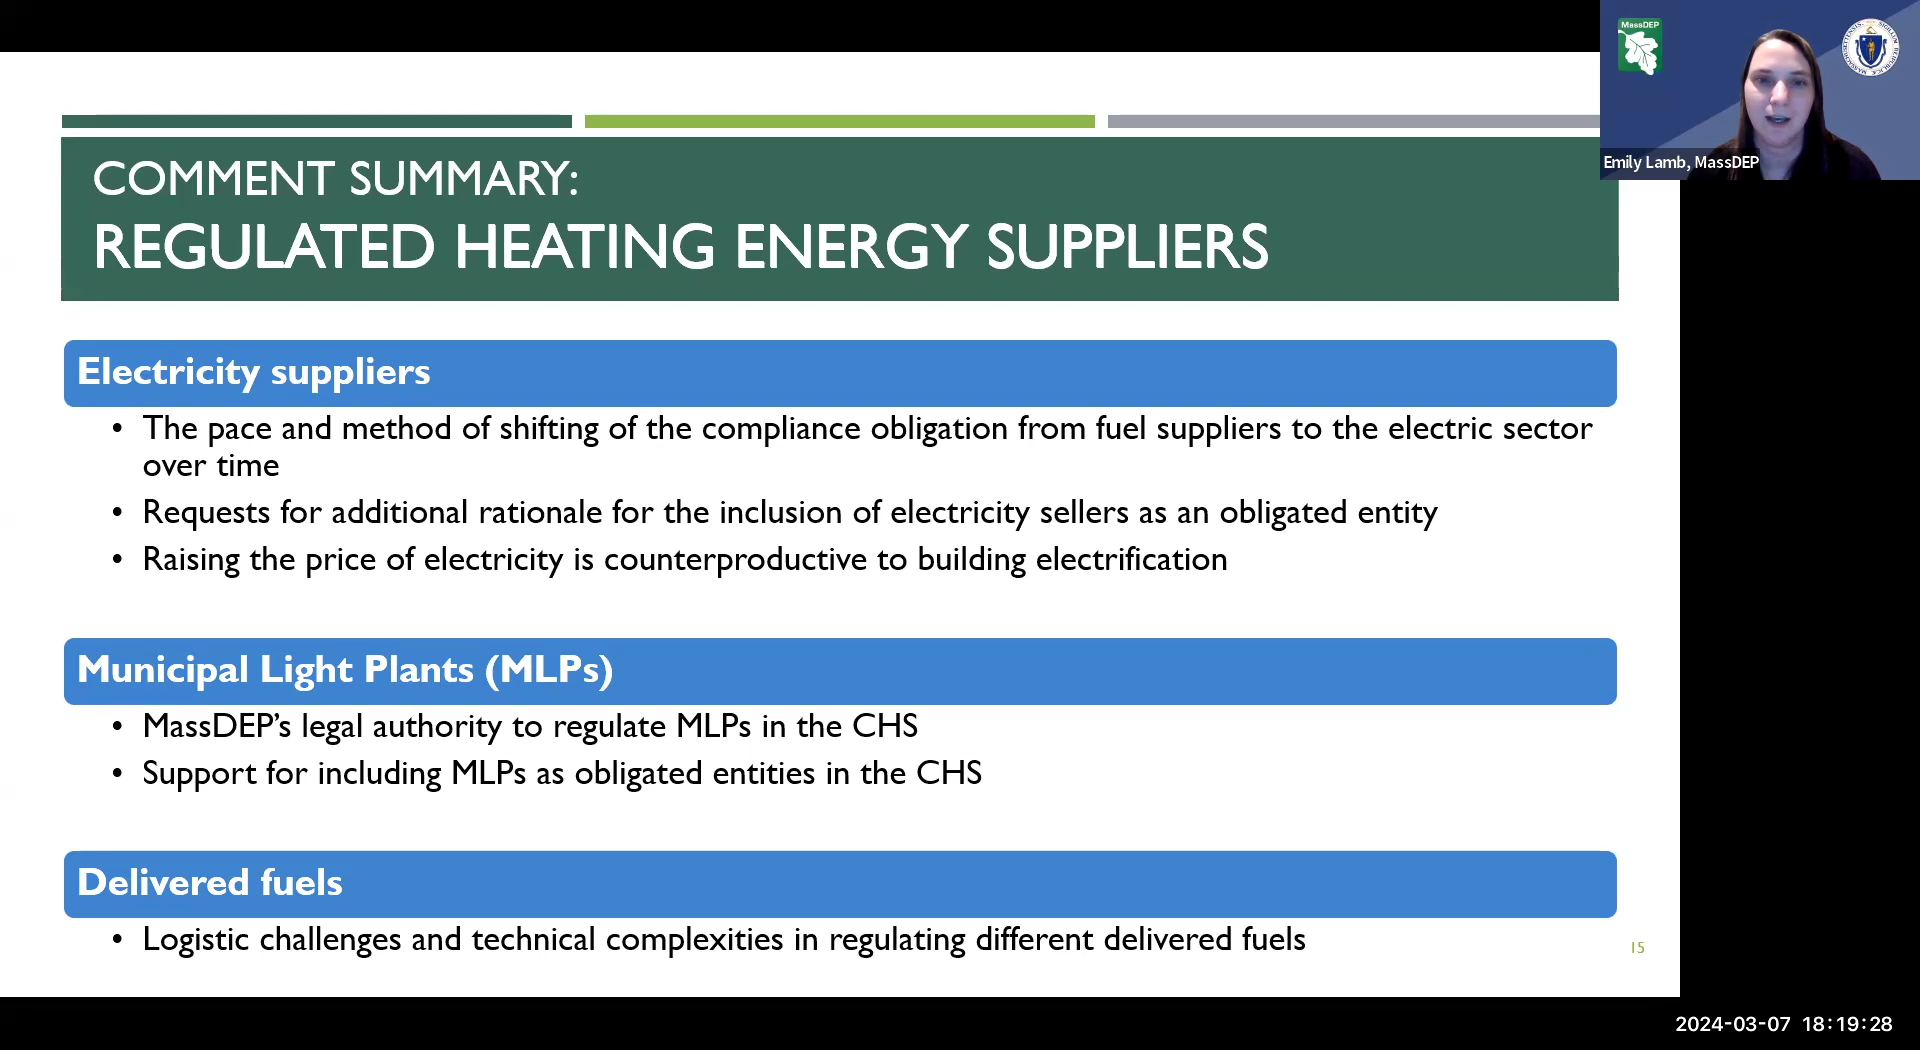 MassDEP
Emily Lamb, MassDEP
COMMENT SUMMARY:
REGULATED HEATING ENERGY SUPPLIERS
Electricity suppliers
• The pace and method of shifting of the compliance obligation from fuel suppliers to the electric sector
over time
• Requests for additional rationale for the inclusion of electricity sellers as an obligated entity
• Raising the price of electricity is counterproductive to building electrification
Municipal Light Plants (MLPs)
• MassDEP’s legal authority to regulate MLPs in the CHS
• Support for including MLPs as obligated entities in the CHS
Delivered fuels
• Logistic challenges and technical complexities in regulating different delivered fuels
15
2024-03-07 18:19:28